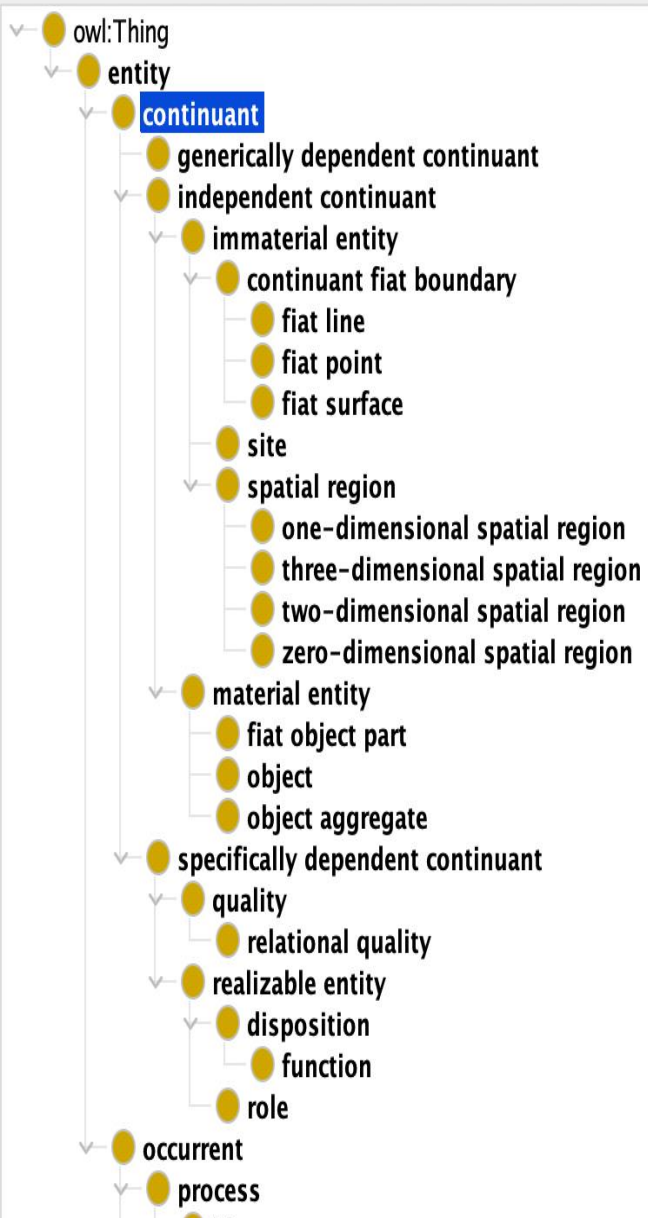 owl:Thing
entity
continuant
generically dependent continuant
independent continuant
immaterial entity
continuant fiat boundary
fiat line
fiat point
fiat surface
site
spatial region
one-dimensional spatial region
three-dimensional spatial region
two-dimensional spatial region
zero-dimensional spatial region
material entity
fiat object part
object
object aggregate
specifically dependent continuant
quality
relational quality
realizable entity
disposition
function
role
occurrent
process